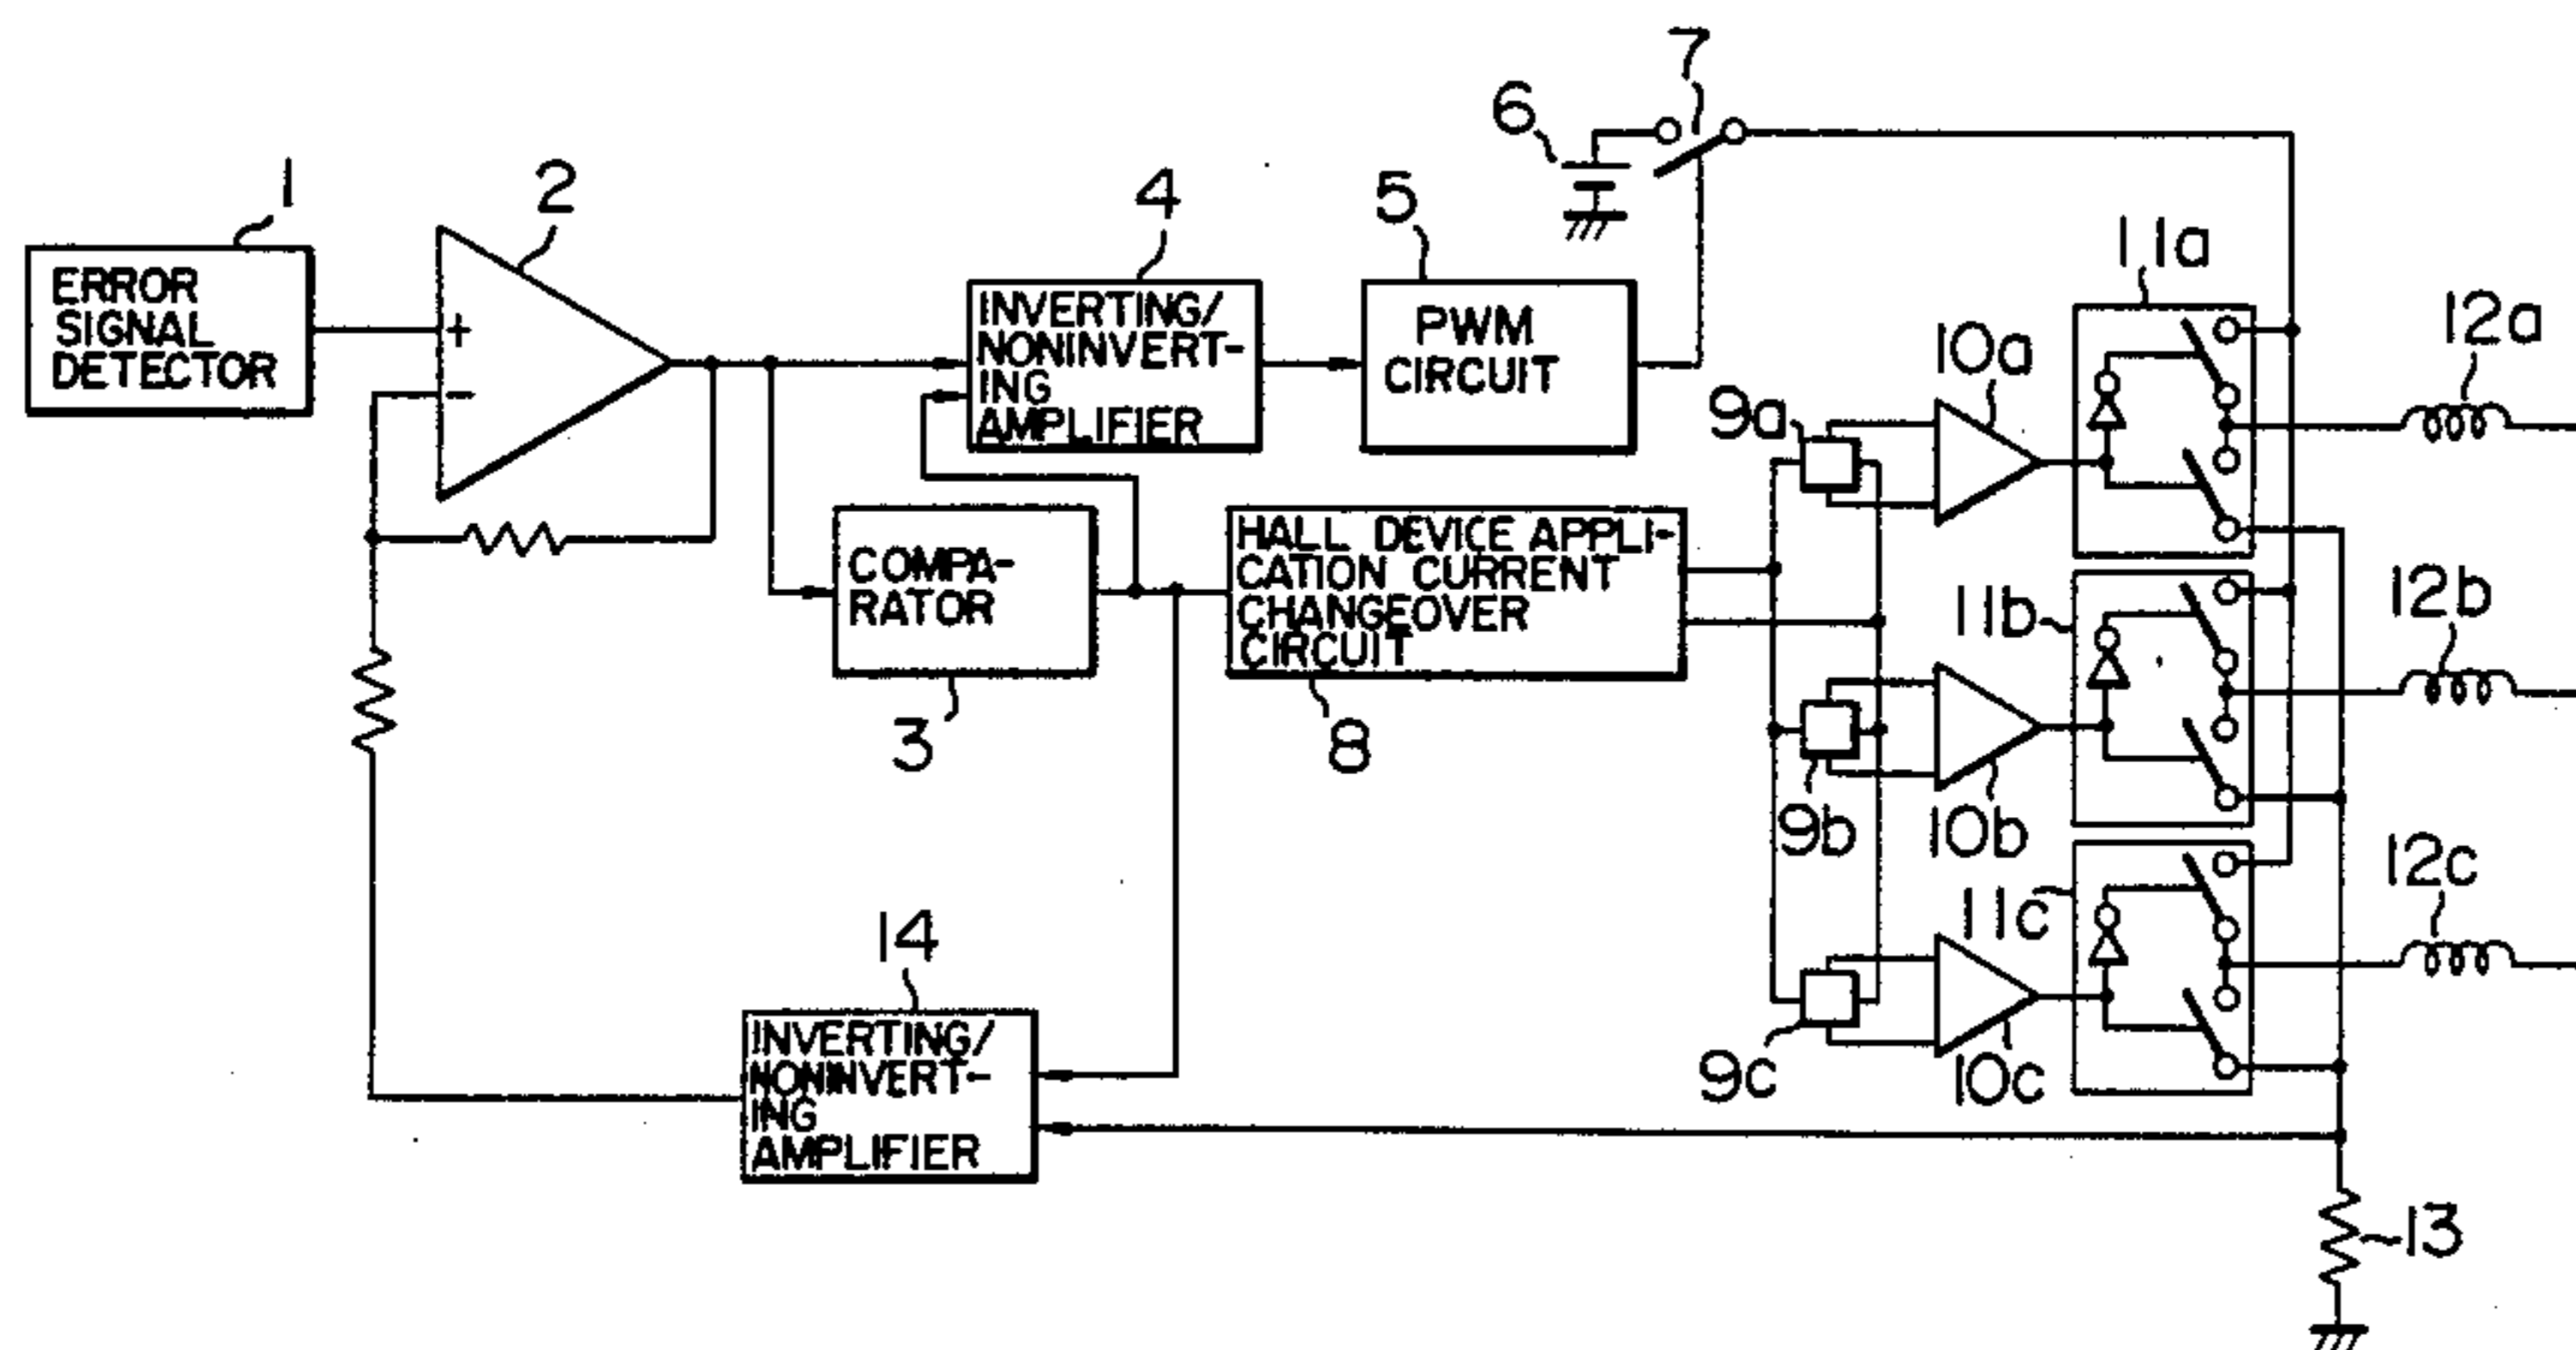 1
ERROR
SIGNAL
DETECTOR
2
+
−
4
INVERTING/
NONINVERT-
ING
AMPLIFIER
5
PWM
CIRCUIT
6
7
COMPA-
RATOR
3
HALL DEVICE APPLI-
CATION CURRENT
CHANGEOVER
CIRCUIT
8
9a
10a
11a
12a
9b
10b
11b
12b
9c
10c
11c
12c
14
INVERTING/
NONINVERT-
ING
AMPLIFIER
13